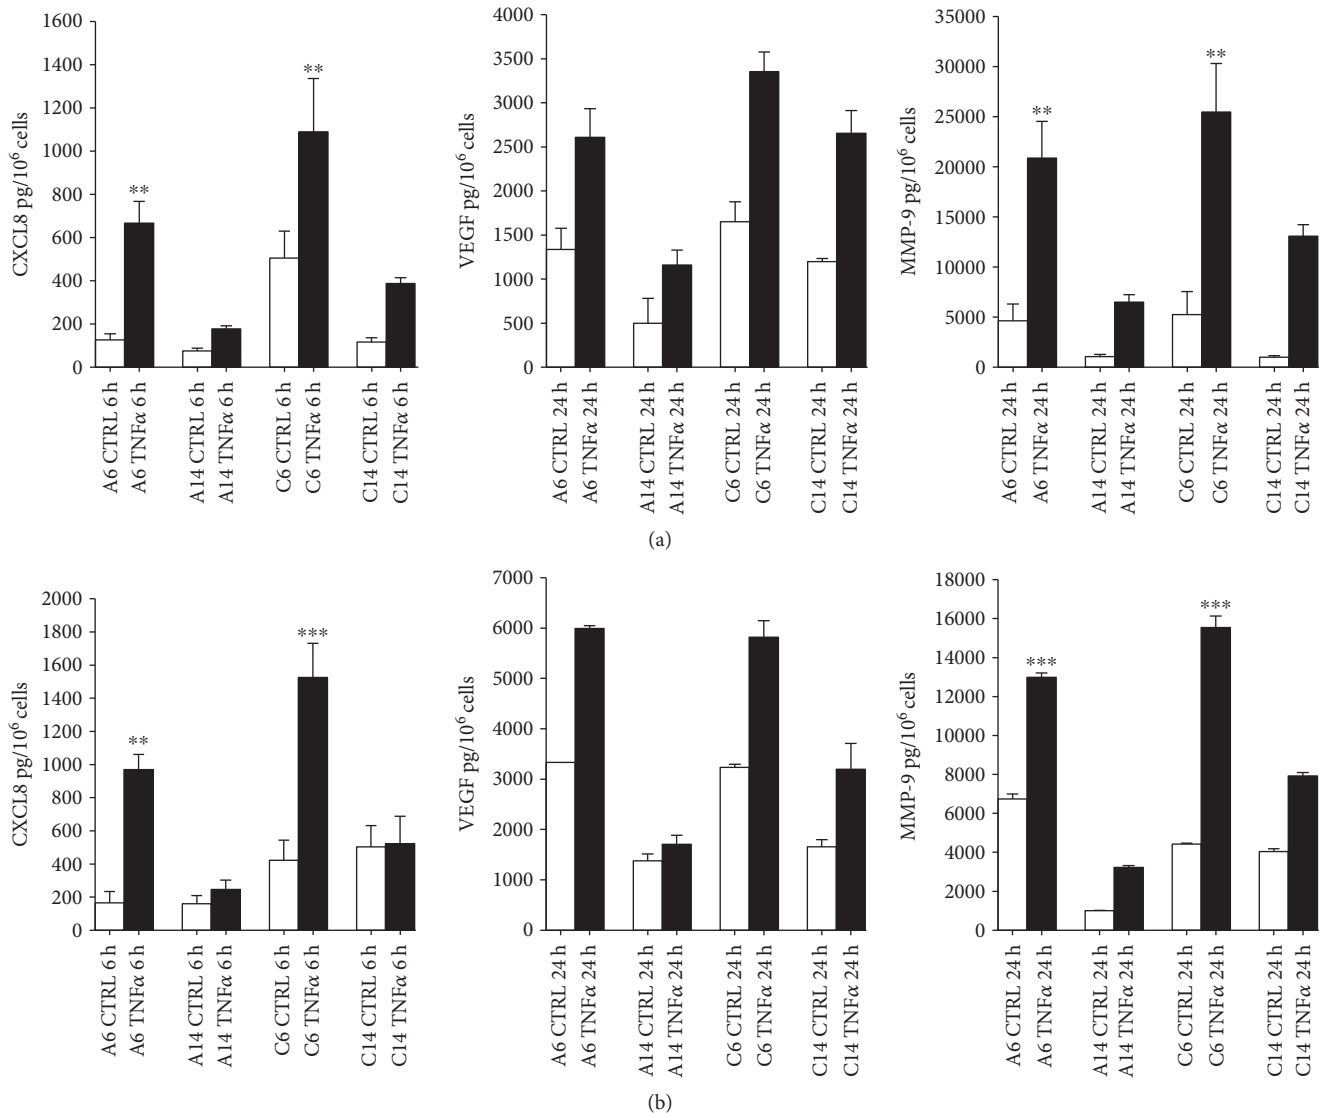 CXCL8 pg/10⁶ cells
1600
1400
1200
1000
800
600
400
200
0
**
**
A6 CTRL 6 h
A6 TNFα 6 h
A14 CTRL 6 h
A14 TNFα 6 h
C6 CTRL 6 h
C6 TNFα 6 h
C14 CTRL 6 h
C14 TNFα 6 h
VEGF pg/10⁶ cells
4000
3500
3000
2500
2000
1500
1000
500
0
A6 CTRL 24 h
A6 TNFα 24 h
A14 CTRL 24 h
A14 TNFα 24 h
C6 CTRL 24 h
C6 TNFα 24 h
C14 CTRL 24 h
C14 TNFα 24 h
MMP-9 pg/10⁶ cells
35000
30000
25000
20000
15000
10000
5000
0
**
**
A6 CTRL 24 h
A6 TNFα 24 h
A14 CTRL 24 h
A14 TNFα 24 h
C6 CTRL 24 h
C6 TNFα 24 h
C14 CTRL 24 h
C14 TNFα 24 h
(a)
CXCL8 pg/10⁶ cells
2000
1800
1600
1400
1200
1000
800
600
400
200
0
**
***
A6 CTRL 6 h
A6 TNFα 6 h
A14 CTRL 6 h
A14 TNFα 6 h
C6 CTRL 6 h
C6 TNFα 6 h
C14 CTRL 6 h
C14 TNFα 6 h
VEGF pg/10⁶ cells
7000
6000
5000
4000
3000
2000
1000
0
A6 CTRL 24 h
A6 TNFα 24 h
A14 CTRL 24 h
A14 TNFα 24 h
C6 CTRL 24 h
C6 TNFα 24 h
C14 CTRL 24 h
C14 TNFα 24 h
MMP-9 pg/10⁶ cells
18000
16000
14000
12000
10000
8000
6000
4000
2000
0
***
***
A6 CTRL 24 h
A6 TNFα 24 h
A14 CTRL 24 h
A14 TNFα 24 h
C6 CTRL 24 h
C6 TNFα 24 h
C14 CTRL 24 h
C14 TNFα 24 h
(b)